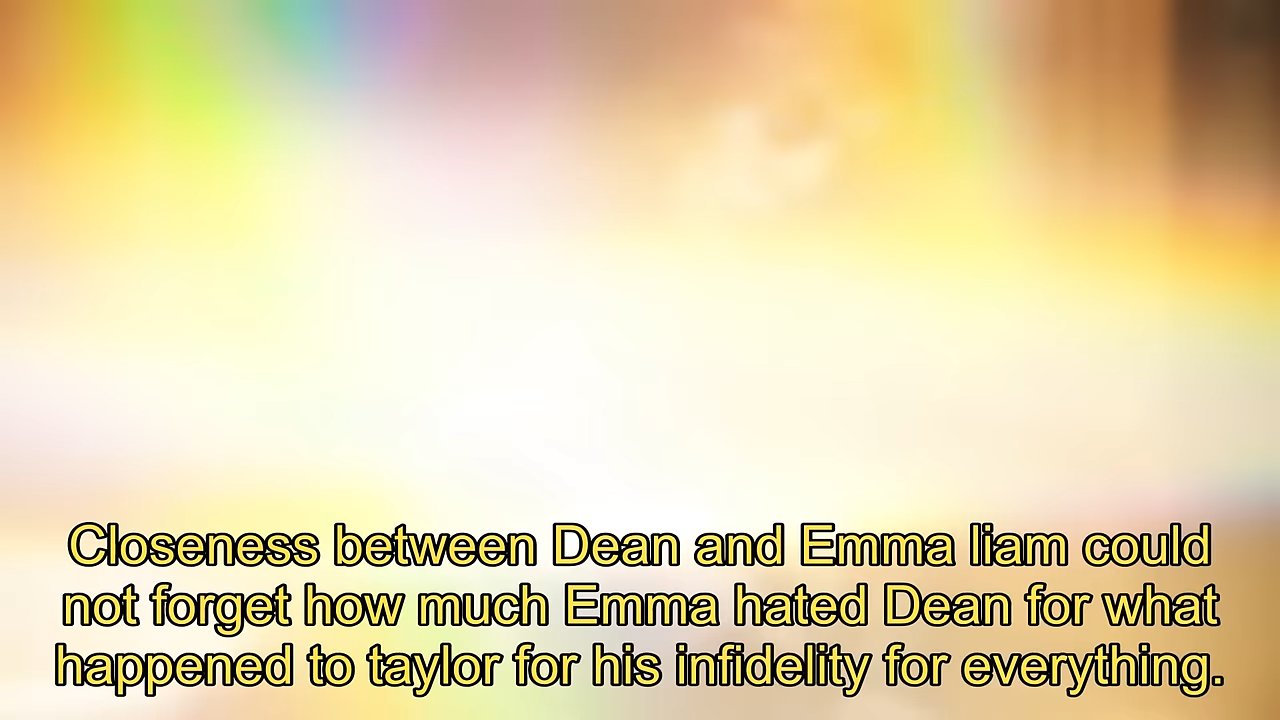 Closeness between Dean and Emma liam could
not forget how much Emma hated Dean for what
happened to taylor for his infidelity for everything.